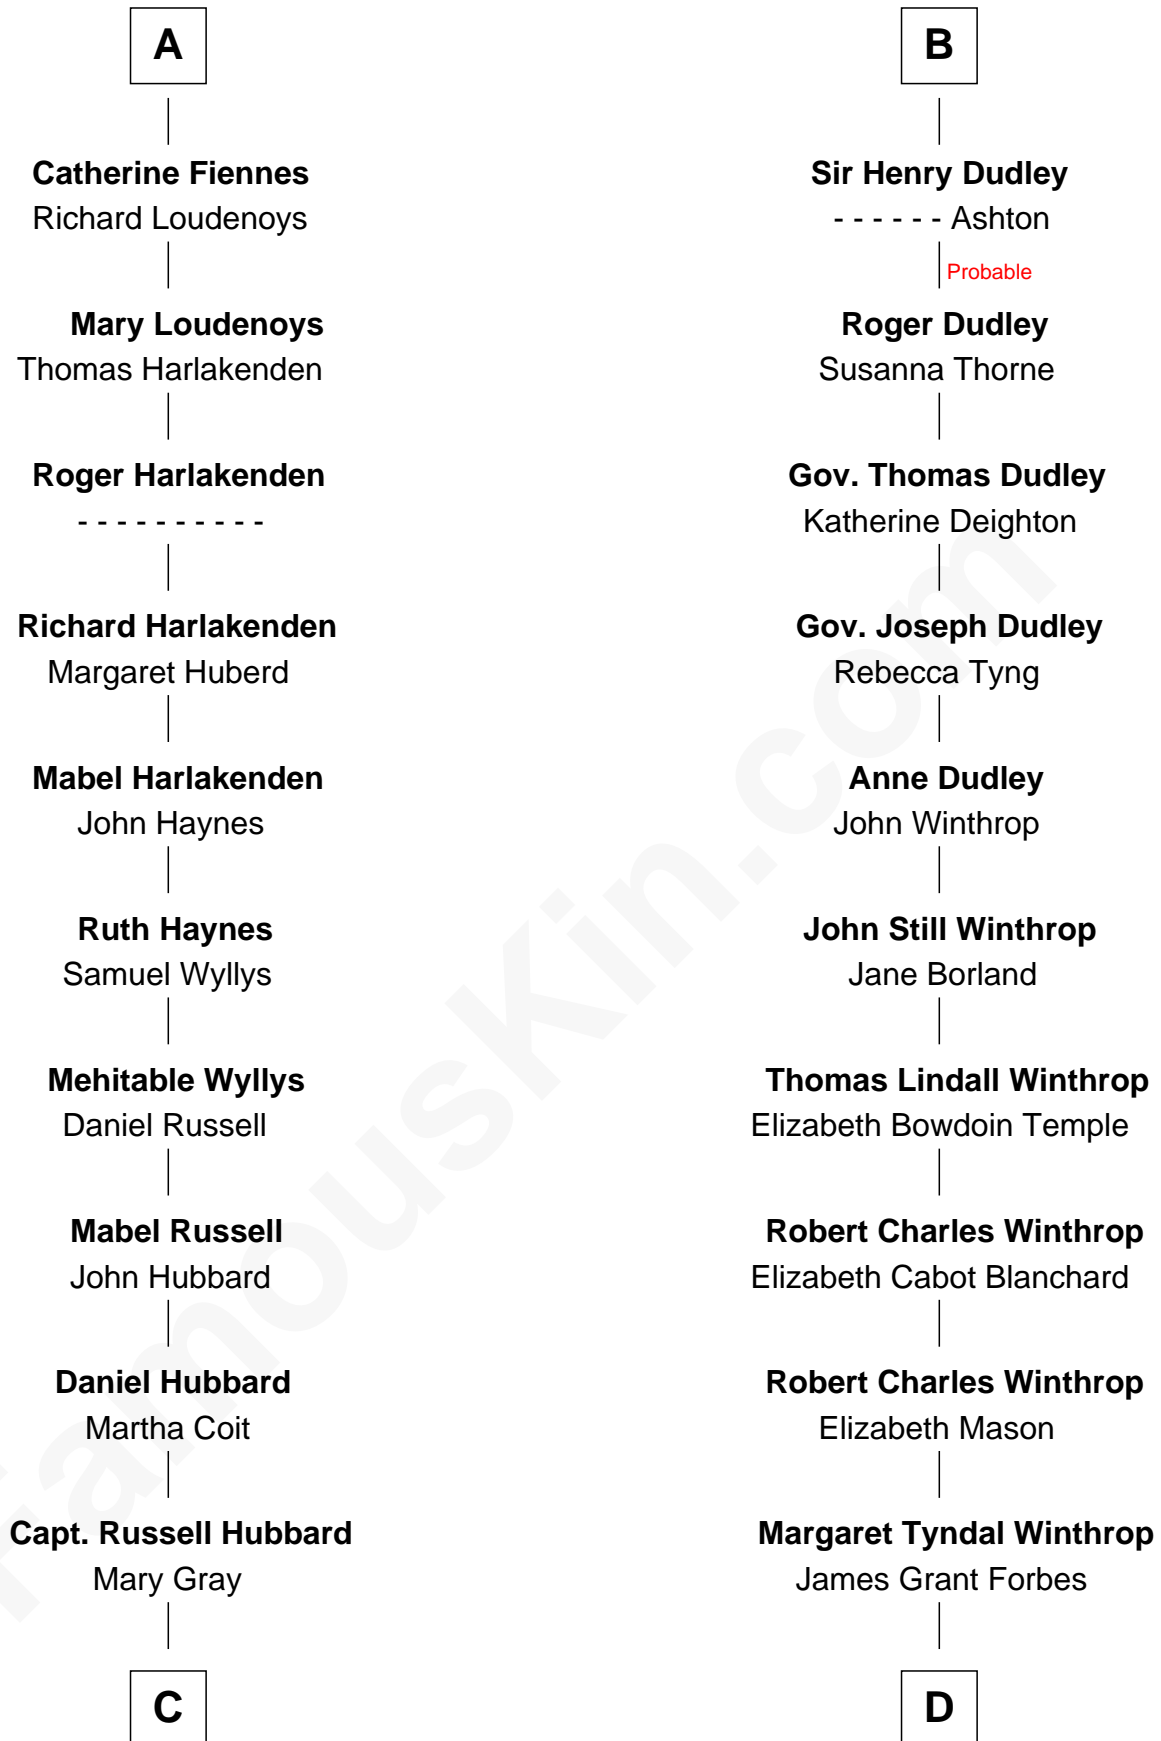 A
Catherine Fiennes
Richard Loudenoys
Mary Loudenoys
Thomas Harlakenden
Roger Harlakenden
- - - - - - - - - -
Richard Harlakenden
Margaret Huberd
Mabel Harlakenden
John Haynes
Ruth Haynes
Samuel Wyllys
Mehitable Wyllys
Daniel Russell
Mabel Russell
John Hubbard
Daniel Hubbard
Martha Coit
Capt. Russell Hubbard
Mary Gray
C
B
Sir Henry Dudley
- - - - - - Ashton
Probable
Roger Dudley
Susanna Thorne
Gov. Thomas Dudley
Katherine Deighton
Gov. Joseph Dudley
Rebecca Tyng
Anne Dudley
John Winthrop
John Still Winthrop
Jane Borland
Thomas Lindall Winthrop
Elizabeth Bowdoin Temple
Robert Charles Winthrop
Elizabeth Cabot Blanchard
Robert Charles Winthrop
Elizabeth Mason
Margaret Tyndal Winthrop
James Grant Forbes
D
FamousKin.com